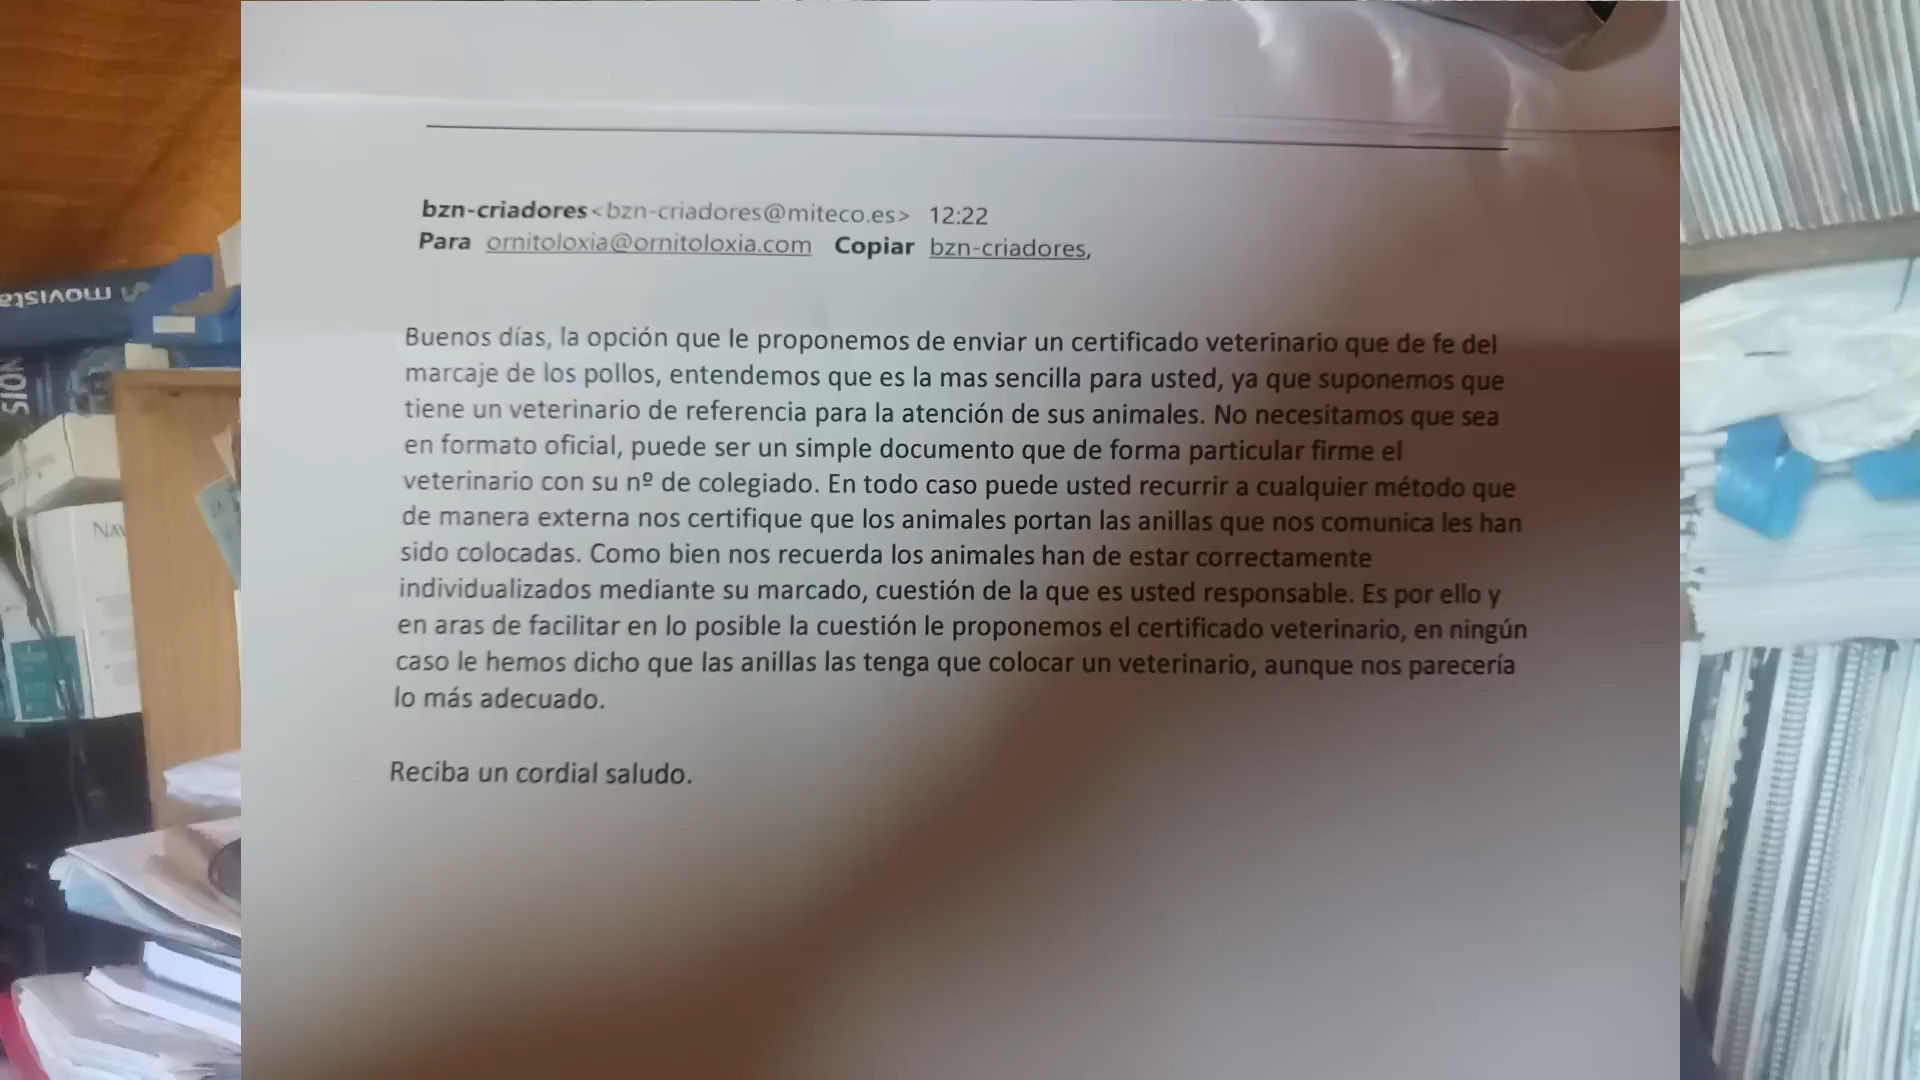 bzn-criadores<bzn-criadores@miteco.es> 12:22
Para ornitoloxia@ornitoloxia.com Copiar bzn-criadores,
Buenos días, la opción que le proponemos de enviar un certificado veterinario que de fe del
marcaje de los pollos, entendemos que es la mas sencilla para usted, ya que suponemos que
tiene un veterinario de referencia para la atención de sus animales. No necesitamos que sea
en formato oficial, puede ser un simple documento que de forma particular firme el
veterinario con su nº de colegiado. En todo caso puede usted recurrir a cualquier método que
de manera externa nos certifique que los animales portan las anillas que nos comunica les han
sido colocadas. Como bien nos recuerda los animales han de estar correctamente
individualizados mediante su marcado, cuestión de la que es usted responsable. Es por ello y
en aras de facilitar en lo posible la cuestión le proponemos el certificado veterinario, en ningún
caso le hemos dicho que las anillas las tenga que colocar un veterinario, aunque nos parecería
lo más adecuado.
Reciba un cordial saludo.
movista